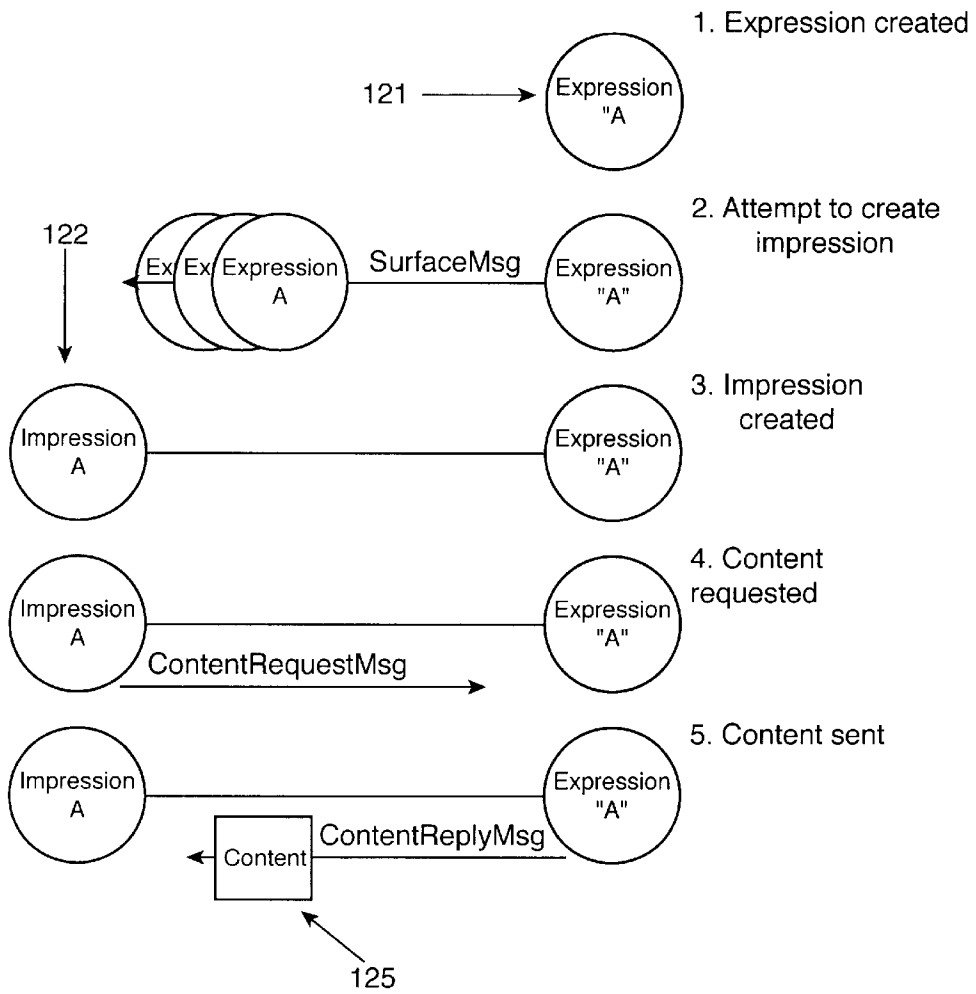 1. Expression created
121
Expression
"A
2. Attempt to create
impression
122
Ex
Ex
Expression
A
SurfaceMsg
Expression
"A"
3. Impression
created
Impression
A
Expression
"A"
4. Content
requested
Impression
A
Expression
"A"
ContentRequestMsg
5. Content sent
Impression
A
Expression
"A"
ContentReplyMsg
Content
125